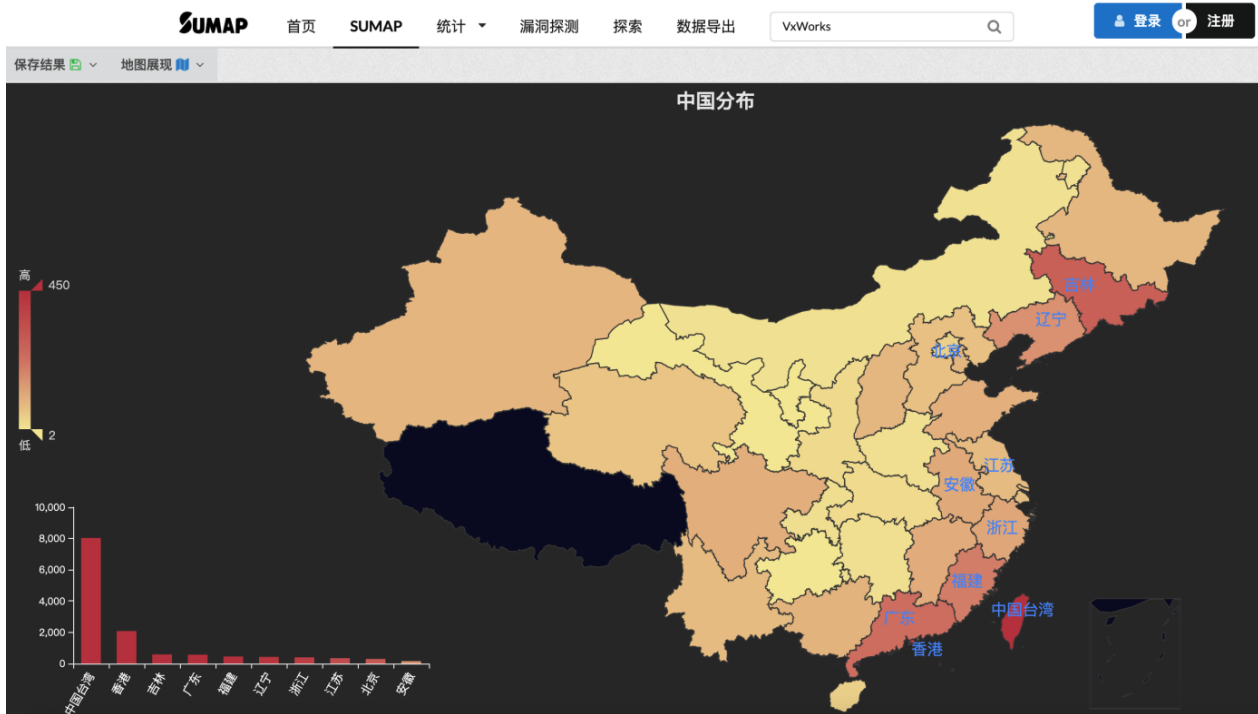 SUMAP 首页 SUMAP 统计 漏洞探测 探索 数据导出 VxWorks 登录 or 注册
保存结果 地图展现
中国分布
高
450
2
低
吉林
辽宁
北京
江苏
安徽
浙江
福建
中国台湾
广东
香港
10,000
8,000
6,000
4,000
2,000
0
中国台湾 香港 吉林 广东 福建 辽宁 浙江 江苏 北京 安徽